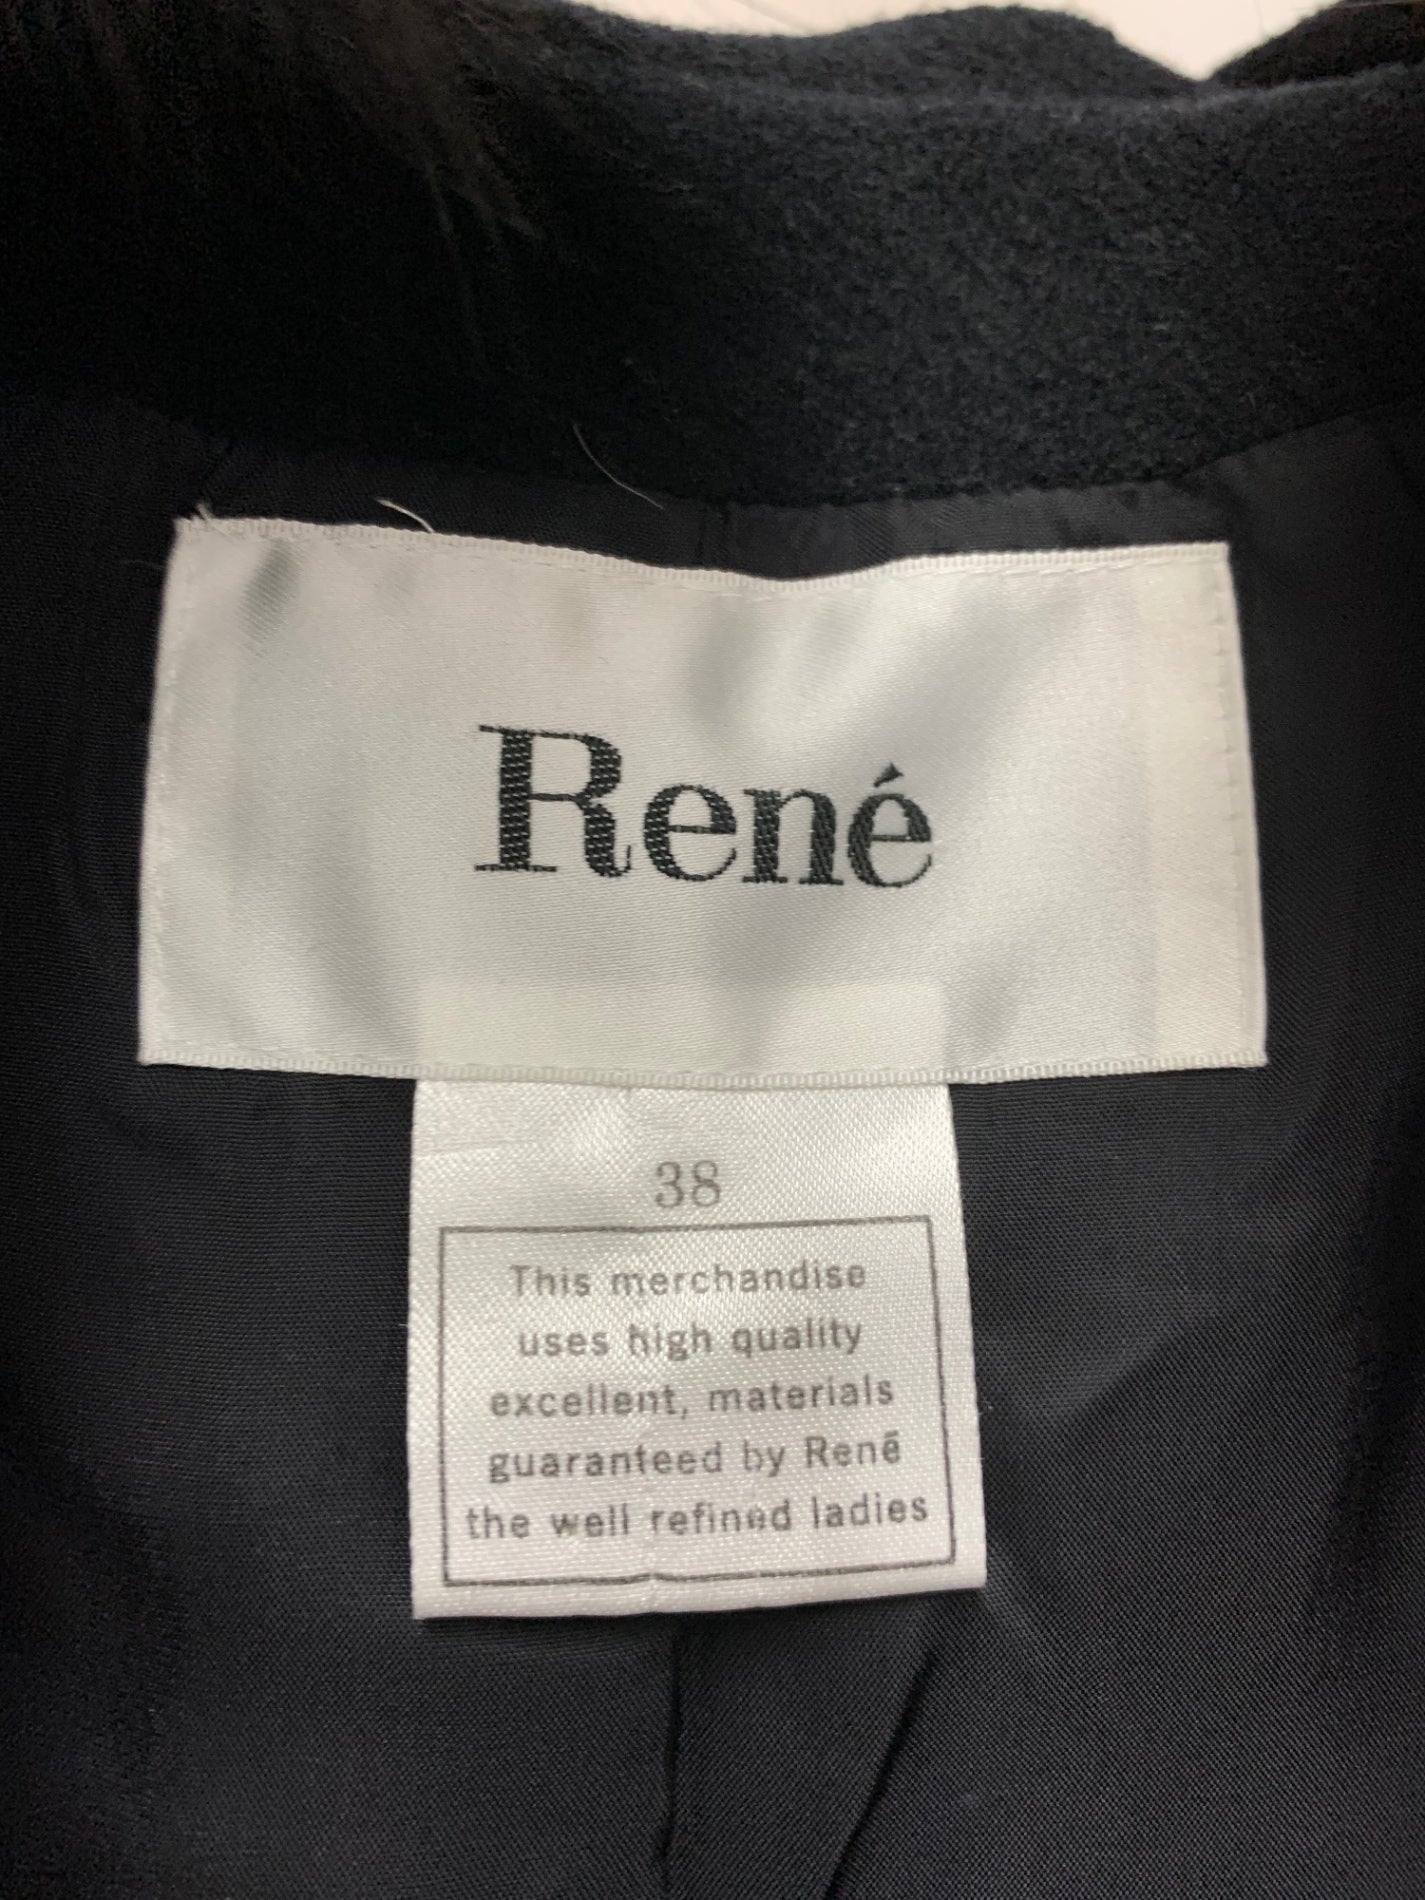 René
38
This merchandise
uses high quality
excellent, materials
guaranteed by René
the well refined ladies